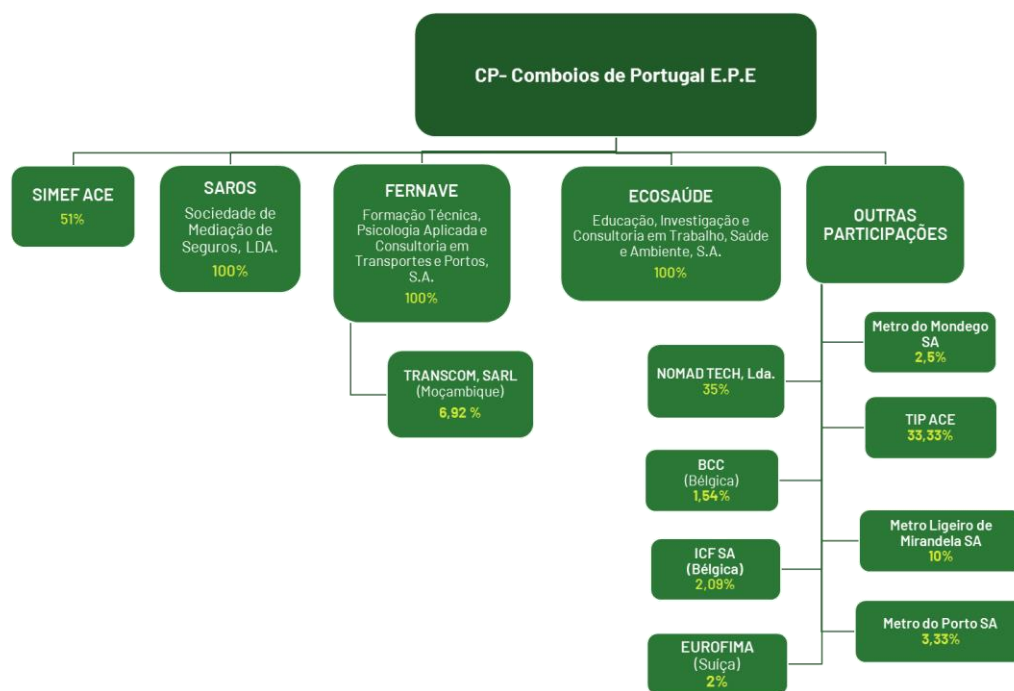 CP- Comboios de Portugal E.P.E
SIMEF ACE
51%
SAROS
Sociedade de
Mediação de
Seguros, LDA.
100%
FERNAVE
Formação Técnica,
Psicologia Aplicada e
Consultoria em
Transportes e Portos,
S.A.
100%
ECOSAÚDE
Educação, Investigação e
Consultoria em Trabalho, Saúde
e Ambiente, S.A.
100%
OUTRAS
PARTICIPAÇÕES
TRANSCOM, SARL
(Moçambique)
6,92 %
NOMAD TECH, Lda.
35%
BCC
(Bélgica)
1,54%
ICF SA
(Bélgica)
2,09%
EUROFIMA
(Suíça)
2%
Metro do Mondego
SA
2,5%
TIP ACE
33,33%
Metro Ligeiro de
Mirandela SA
10%
Metro do Porto SA
3,33%